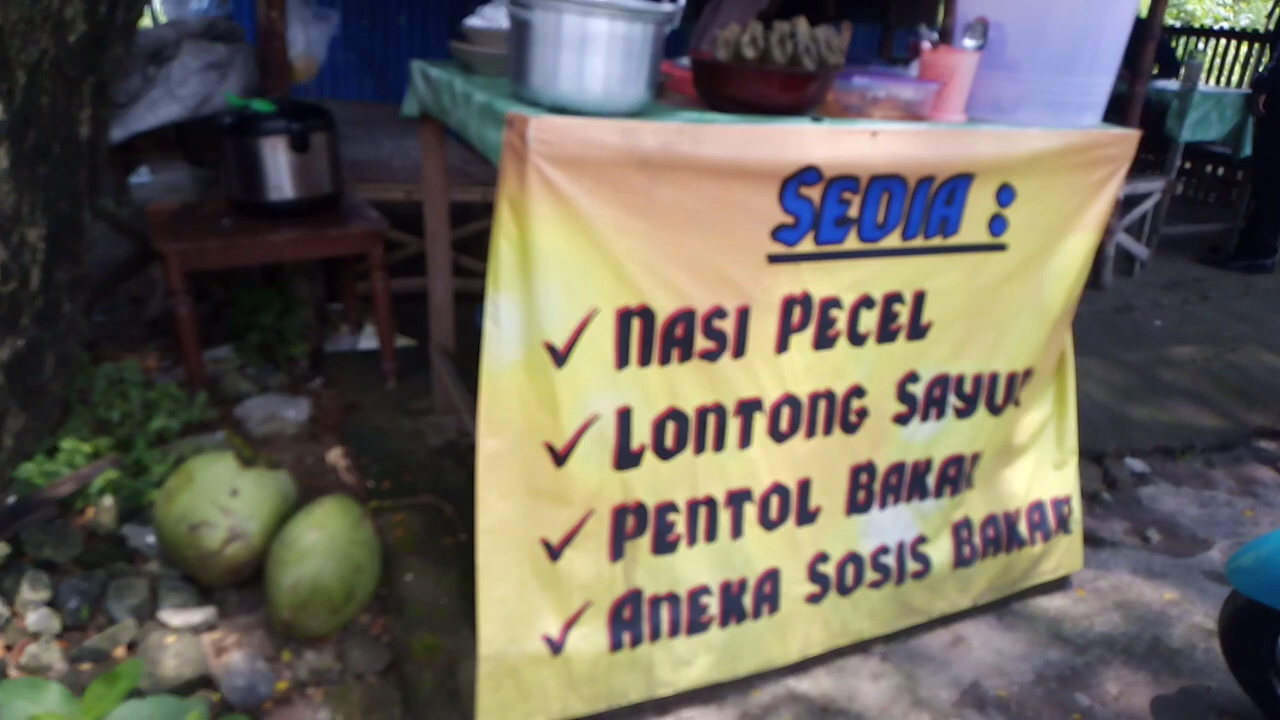 SEDIA :
✓ NASI PECEL
✓ LONTONG SAYUR
✓ PENTOL BAKAR
✓ ANEKA SOSIS BAKAR